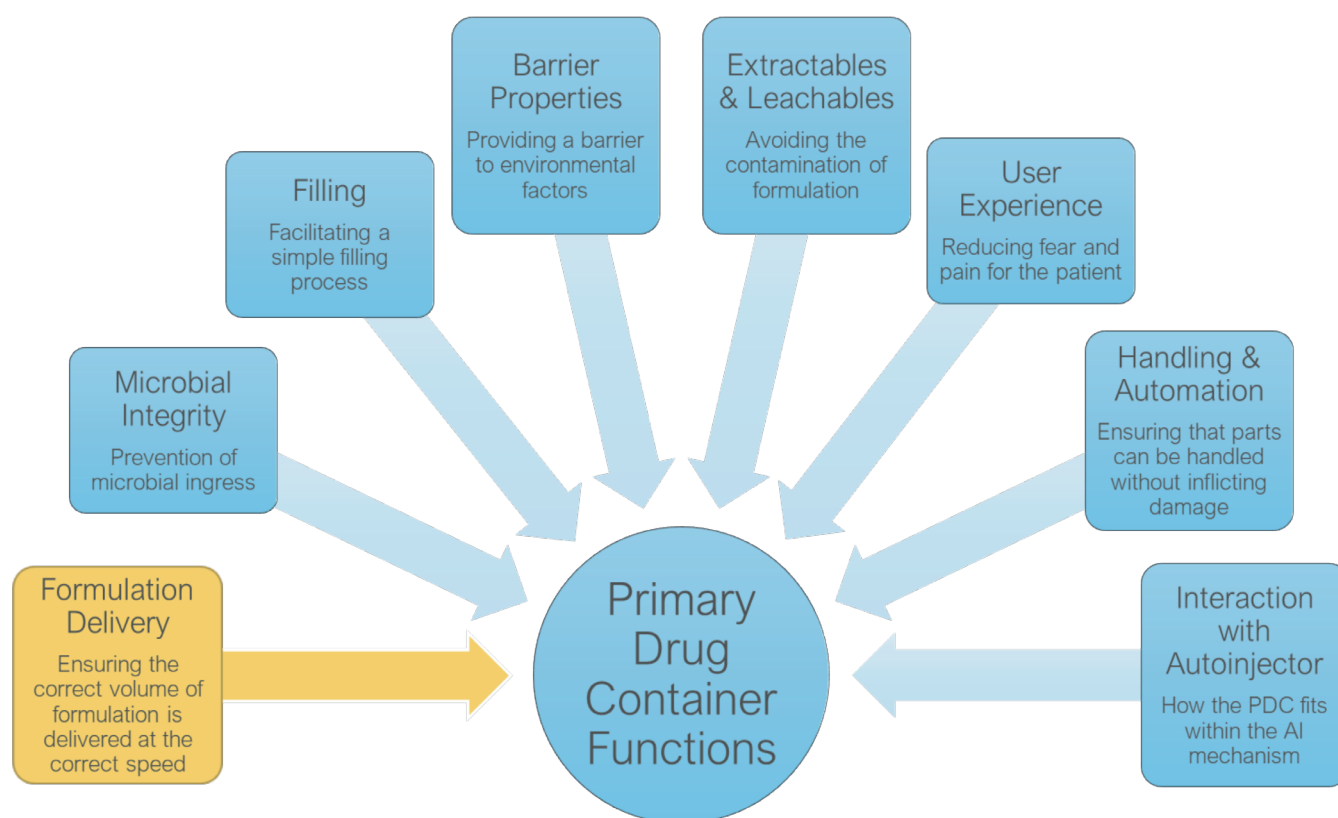 Barrier
Properties
Providing a barrier
to environmental
factors
Extractables
& Leachables
Avoiding the
contamination of
formulation
Filling
Facilitating a
simple filling
process
User
Experience
Reducing fear and
pain for the patient
Microbial
Integrity
Prevention of
microbial ingress
Handling &
Automation
Ensuring that parts
can be handled
without inflicting
damage
Formulation
Delivery
Ensuring the
correct volume of
formulation is
delivered at the
correct speed
Primary
Drug
Container
Functions
Interaction
with
Autoinjector
How the PDC fits
within the AI
mechanism